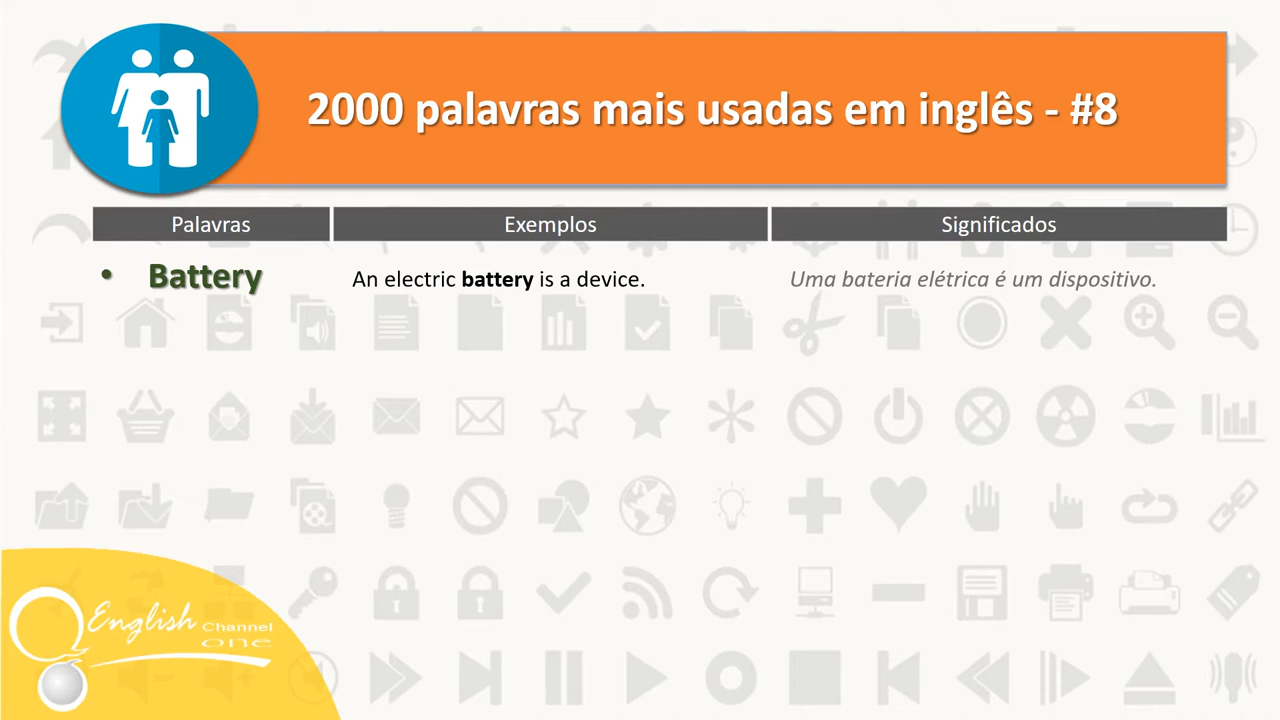 2000 palavras mais usadas em inglês - #8
Palavras Exemplos Significados
• Battery An electric battery is a device. Uma bateria elétrica é um dispositivo.
English Channel
one